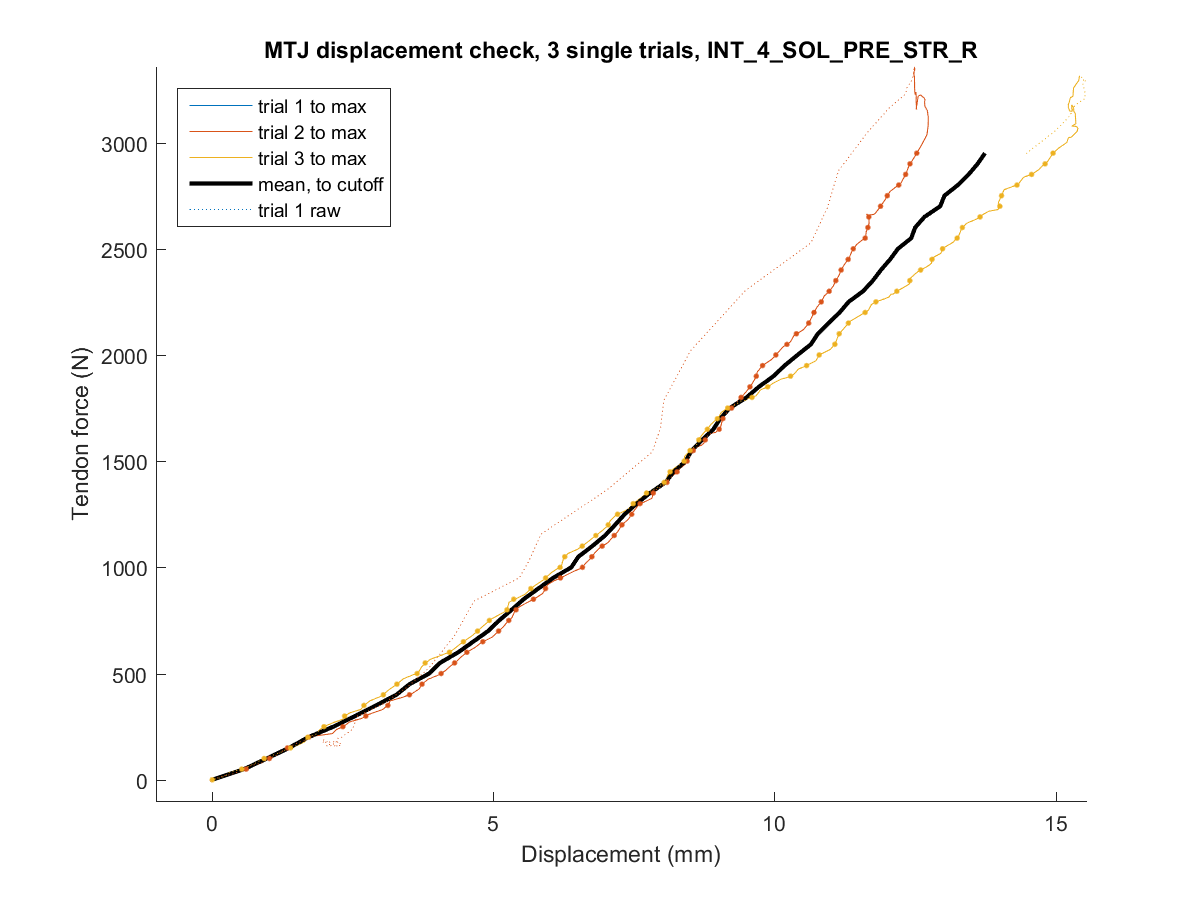 MTJ displacement check, 3 single trials, INT_4_SOL_PRE_STR_R
trial 1 to max
trial 2 to max
trial 3 to max
mean, to cutoff
trial 1 raw
3000
2500
2000
1500
1000
500
0
Tendon force (N)
0 5 10 15
Displacement (mm)